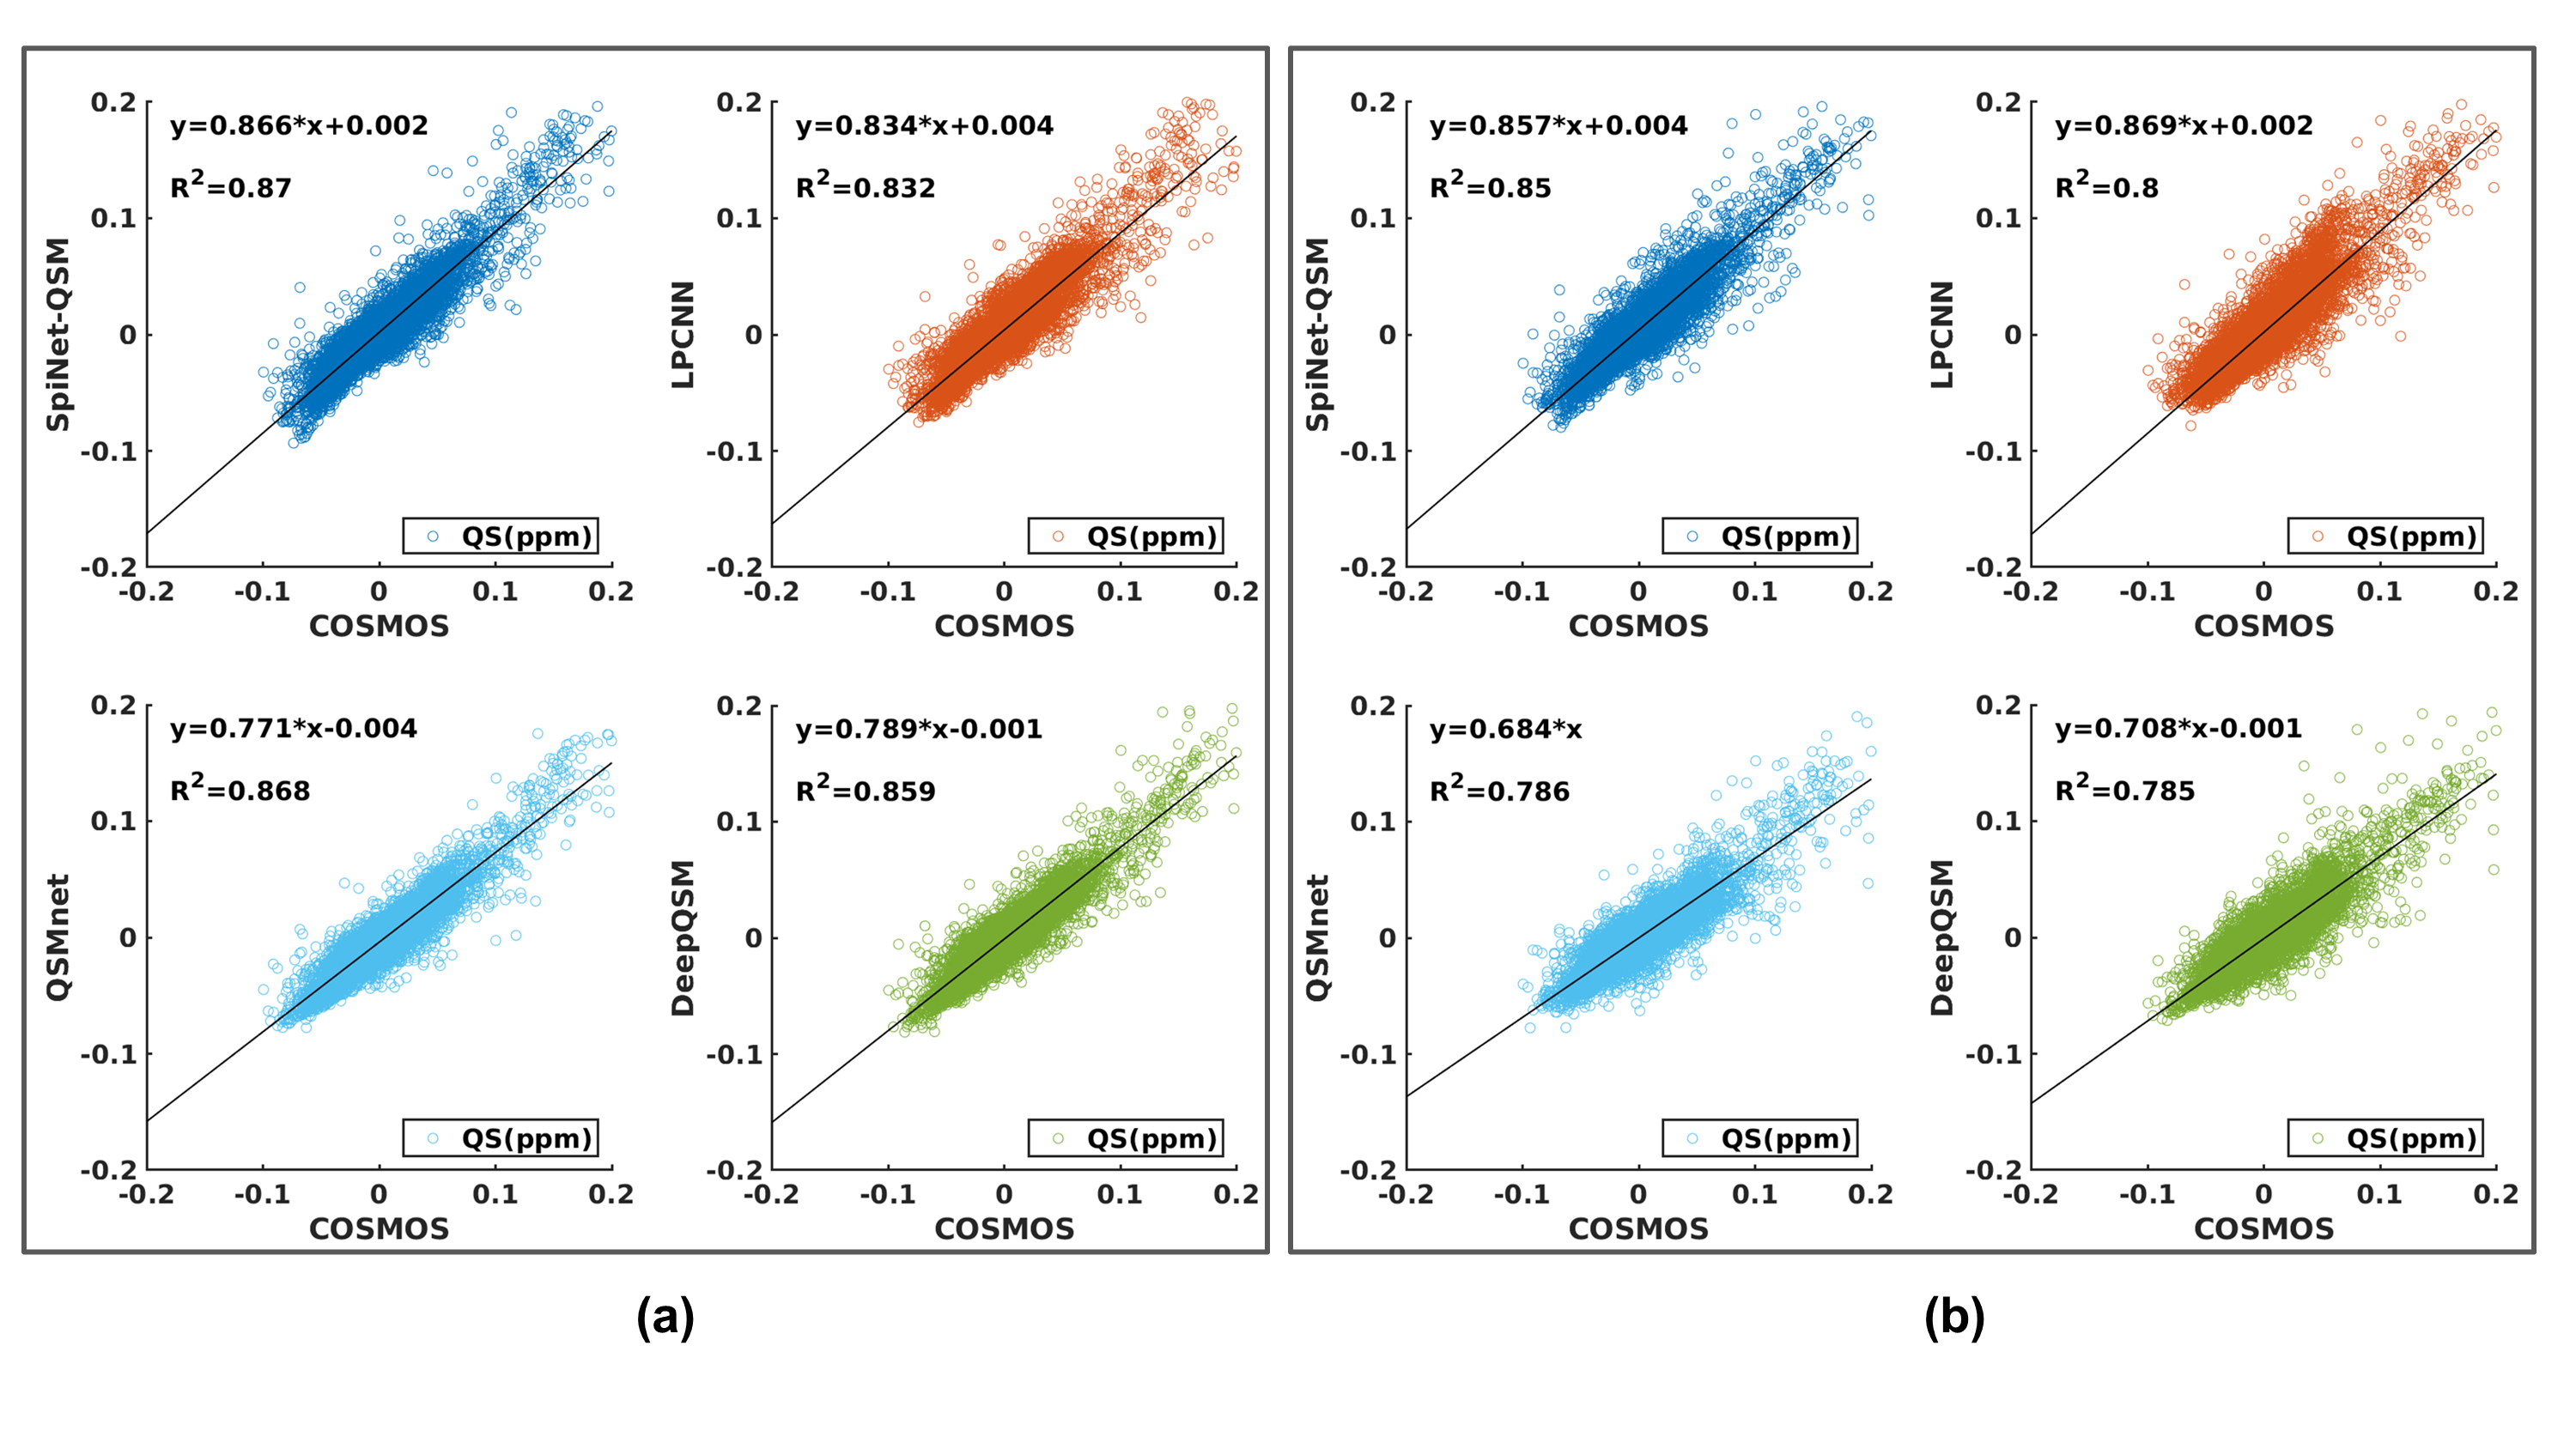 0.2
0.1
0
-0.1
-0.2
SpiNet-QSM
y=0.866*x+0.002
R²=0.87
QS(ppm)
-0.2 -0.1 0 0.1 0.2
COSMOS
0.2
0.1
0
-0.1
-0.2
LPCNN
y=0.834*x+0.004
R²=0.832
QS(ppm)
-0.2 -0.1 0 0.1 0.2
COSMOS
0.2
0.1
0
-0.1
-0.2
QSMnet
y=0.771*x-0.004
R²=0.868
QS(ppm)
-0.2 -0.1 0 0.1 0.2
COSMOS
0.2
0.1
0
-0.1
-0.2
DeepQSM
y=0.789*x-0.001
R²=0.859
QS(ppm)
-0.2 -0.1 0 0.1 0.2
COSMOS
(a)
0.2
0.1
0
-0.1
-0.2
SpiNet-QSM
y=0.857*x+0.004
R²=0.85
QS(ppm)
-0.2 -0.1 0 0.1 0.2
COSMOS
0.2
0.1
0
-0.1
-0.2
LPCNN
y=0.869*x+0.002
R²=0.8
QS(ppm)
-0.2 -0.1 0 0.1 0.2
COSMOS
0.2
0.1
0
-0.1
-0.2
QSMnet
y=0.684*x
R²=0.786
QS(ppm)
-0.2 -0.1 0 0.1 0.2
COSMOS
0.2
0.1
0
-0.1
-0.2
DeepQSM
y=0.708*x-0.001
R²=0.785
QS(ppm)
-0.2 -0.1 0 0.1 0.2
COSMOS
(b)